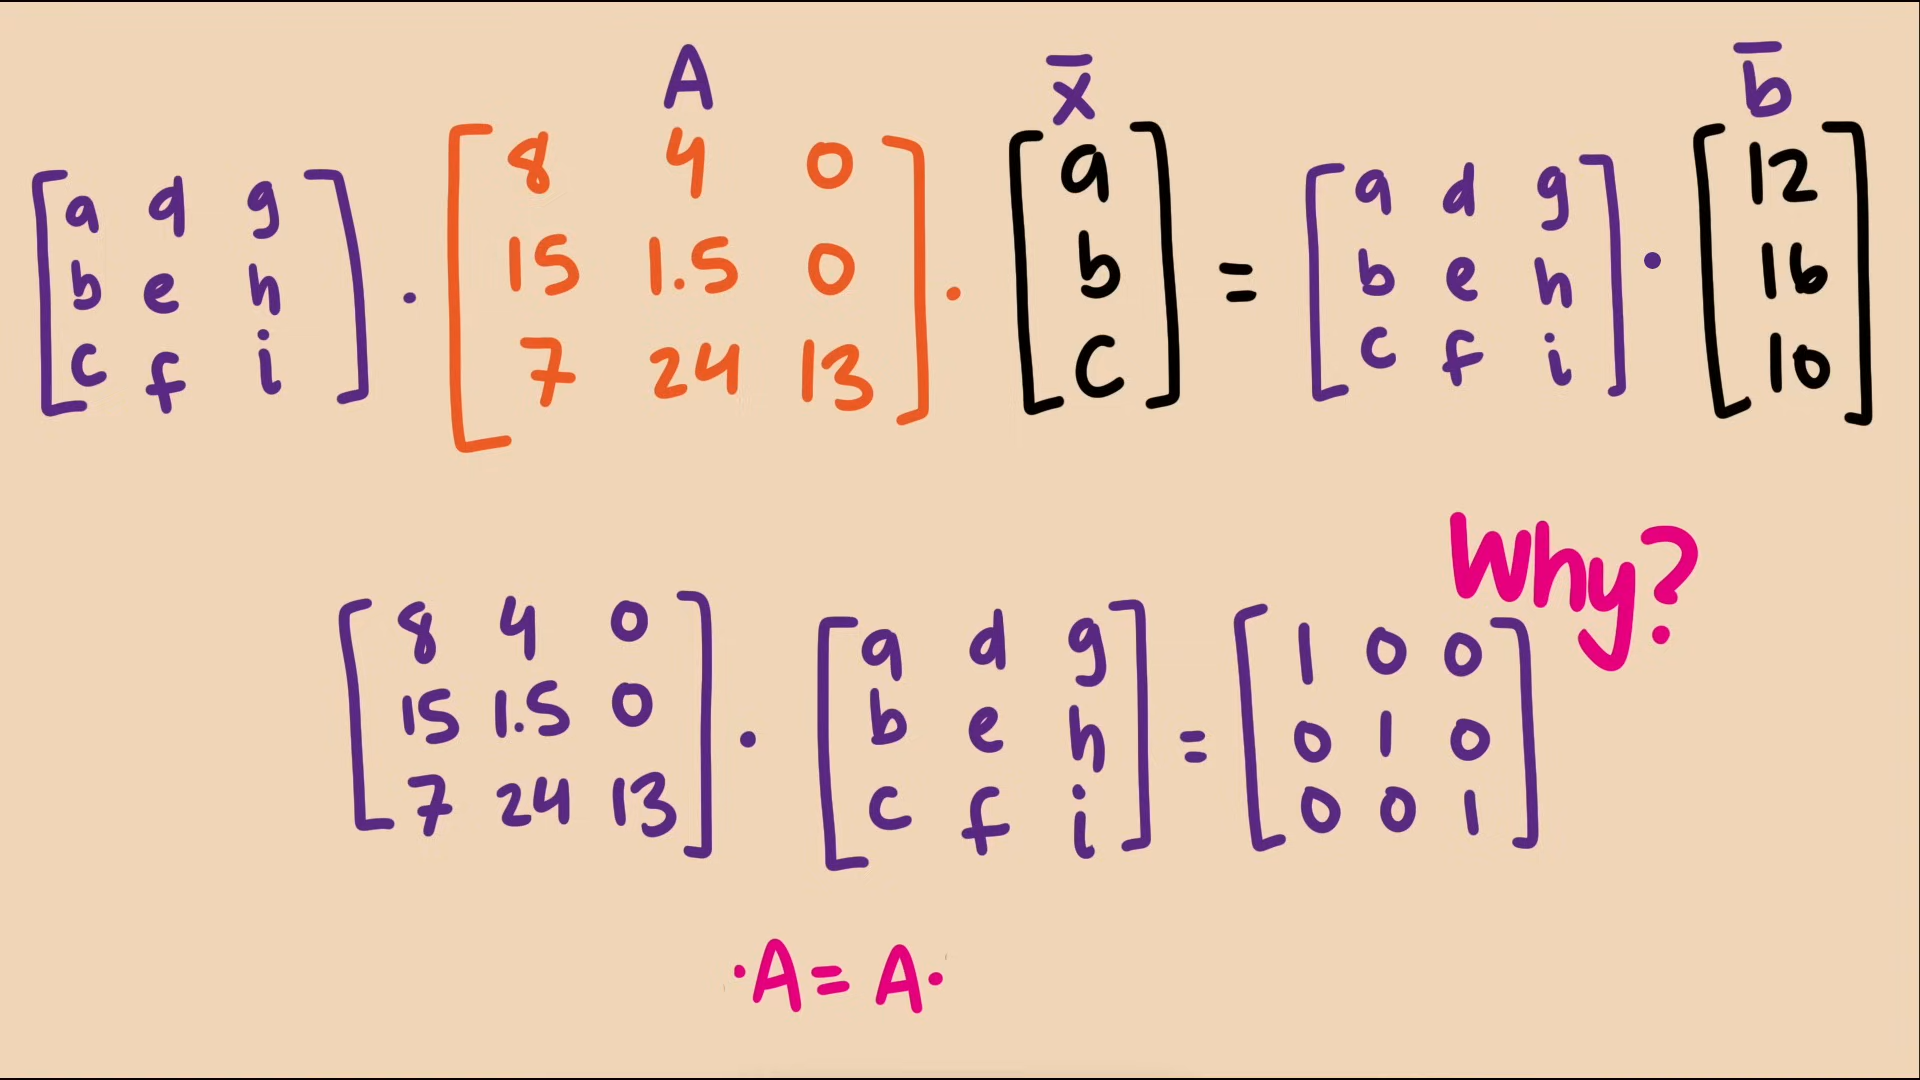 A x̄ b̄
[a d g] · [8 4 0] · [a] = [a d g] · [12]
[b e h] [15 1.5 0] [b] [b e h] [16]
[c f i] [7 24 13] [c] [c f i] [10]
Why?
[8 4 0] · [a d g] = [1 0 0]
[15 1.5 0] [b e h] [0 1 0]
[7 24 13] [c f i] [0 0 1]
·A = A·